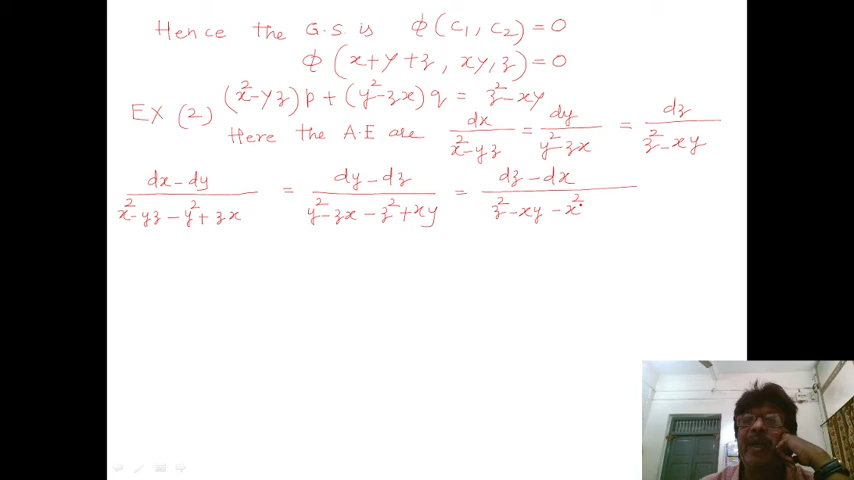 Hence the G.S. is ϕ(c₁, c₂) = 0
ϕ(x+y+z, xyz) = 0
EX (2) (x²-yz)p + (y²-zx)q = z²-xy
Here the A.E are dx/(x²-yz) = dy/(y²-zx) = dz/(z²-xy)
(dx-dy)/(x²-yz-y²+zx) = (dy-dz)/(y²-zx-z²+xy) = (dz-dx)/(z²-xy-x²